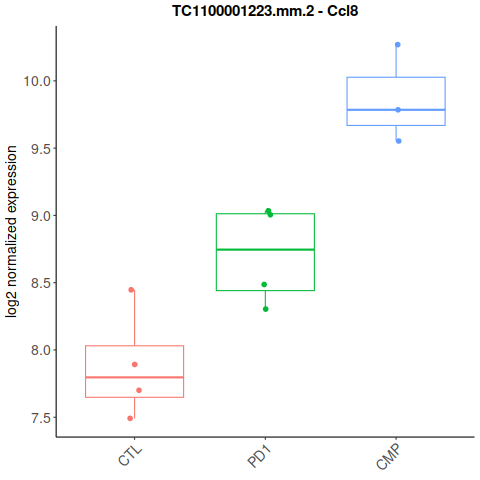 TC1100001223.mm.2 - Ccl8
log2 normalized expression
10.0
9.5
9.0
8.5
8.0
7.5
CTL
PD1
CMP